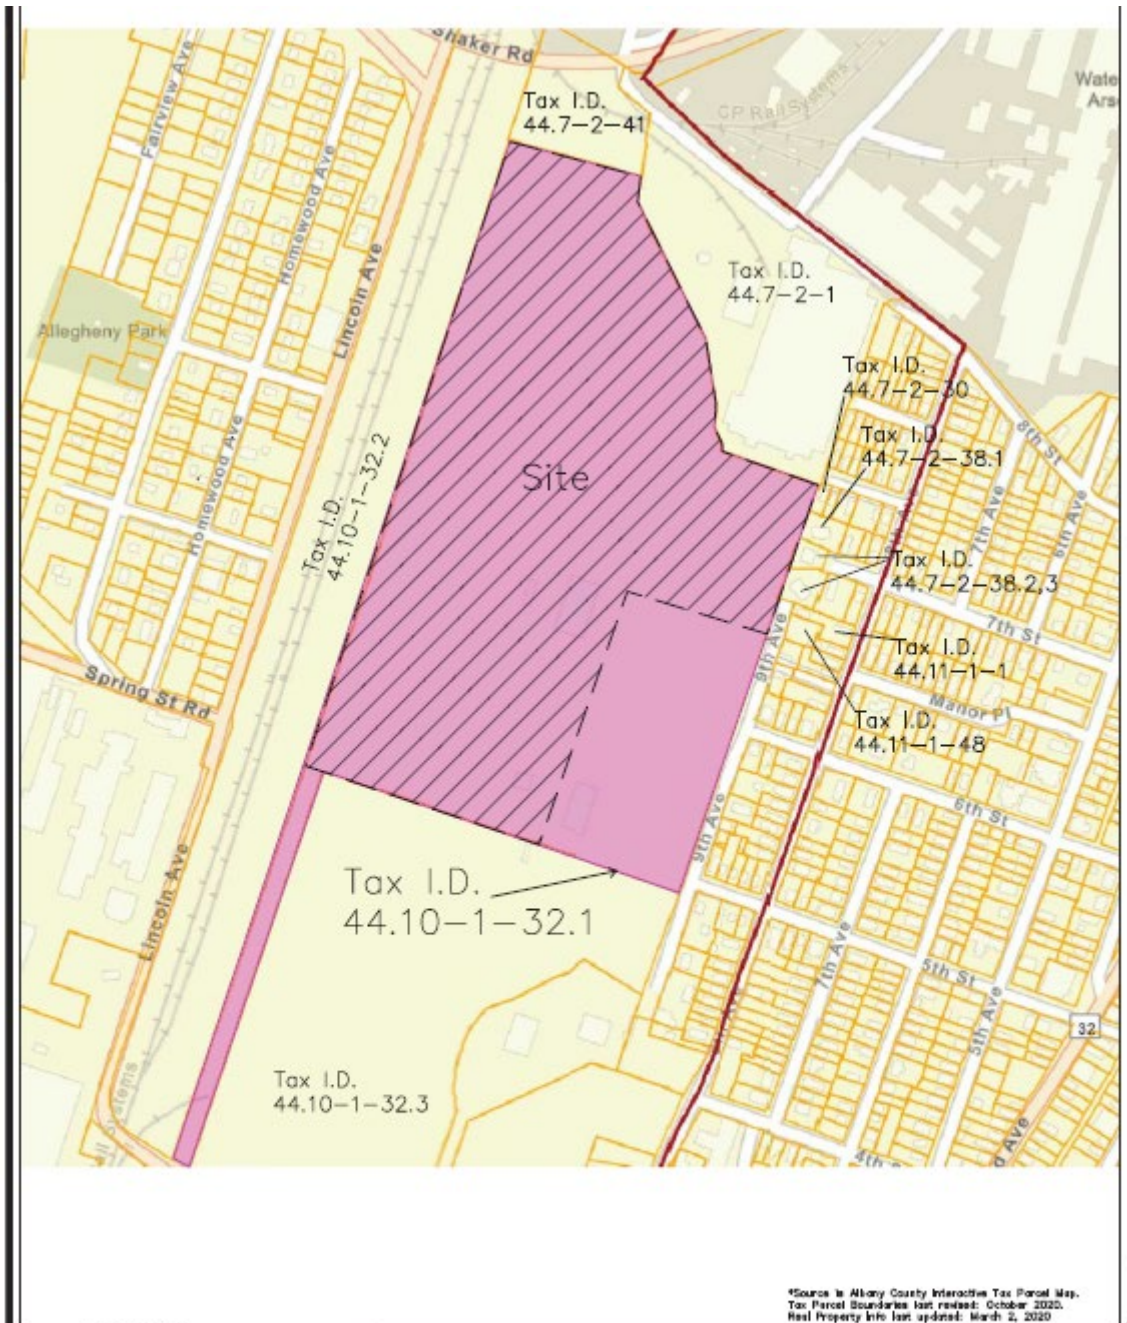 Shaker Rd
Fairview Ave
Tax I.D.
44.7-2-41
CP Rail Systems
Homewood Ave
Lincoln Ave
Tax I.D.
44.7-2-1
Allegheny Park
Tax I.D.
44.7-2-30
Tax I.D.
44.7-2-38.1
8th St
Homewood Ave
Tax I.D.
44.10-1-32.2
Site
7th Ave
6th Ave
Tax I.D.
44.7-2-38.2,3
7th St
9th Ave
Tax I.D.
44.11-1-1
Spring St Rd
Manor Pl
Tax I.D.
44.11-1-48
6th St
9th Ave
Lincoln Ave
Tax I.D.
44.10-1-32.1
7th Ave
5th St
5th Ave
32
Tax I.D.
44.10-1-32.3
4th
Ave
*Source is Albany County Interactive Tax Parcel Map.
Tax Parcel Boundaries last revised: October 2020.
Real Property Info last updated: March 2, 2020